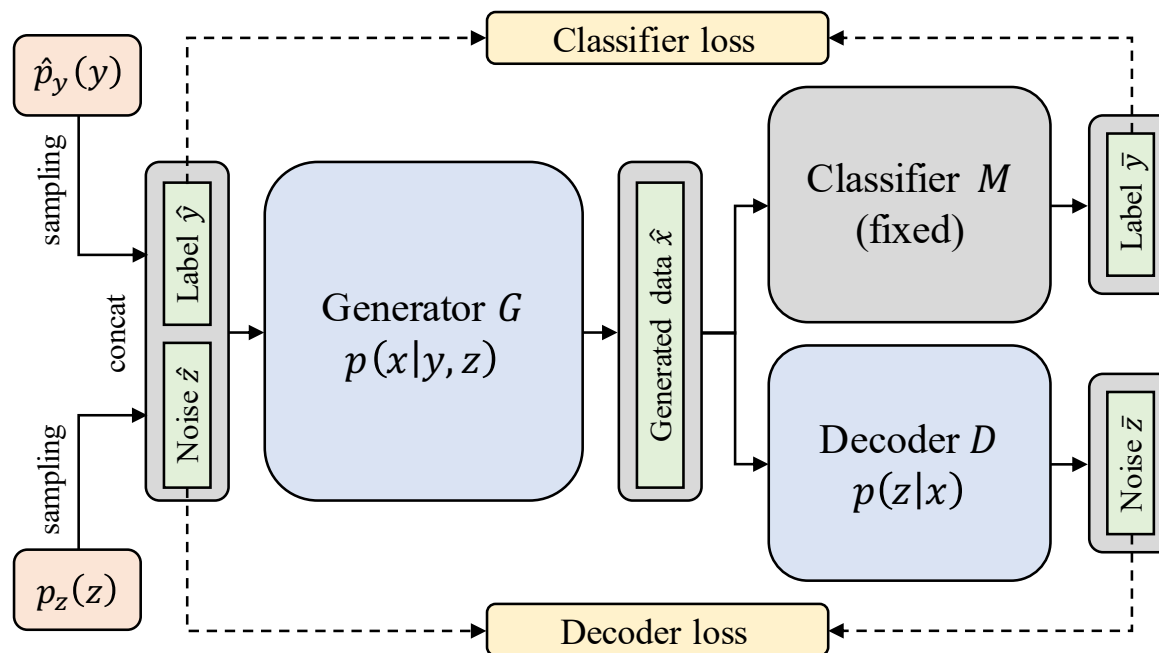 Classifier loss
p̂_y(y)
sampling
concat
sampling
p_z(z)
Label ŷ
Noise ẑ
Generator G
p(x|y, z)
Generated data x̂
Classifier M
(fixed)
Decoder D
p(z|x)
Label ȳ
Noise z̄
Decoder loss